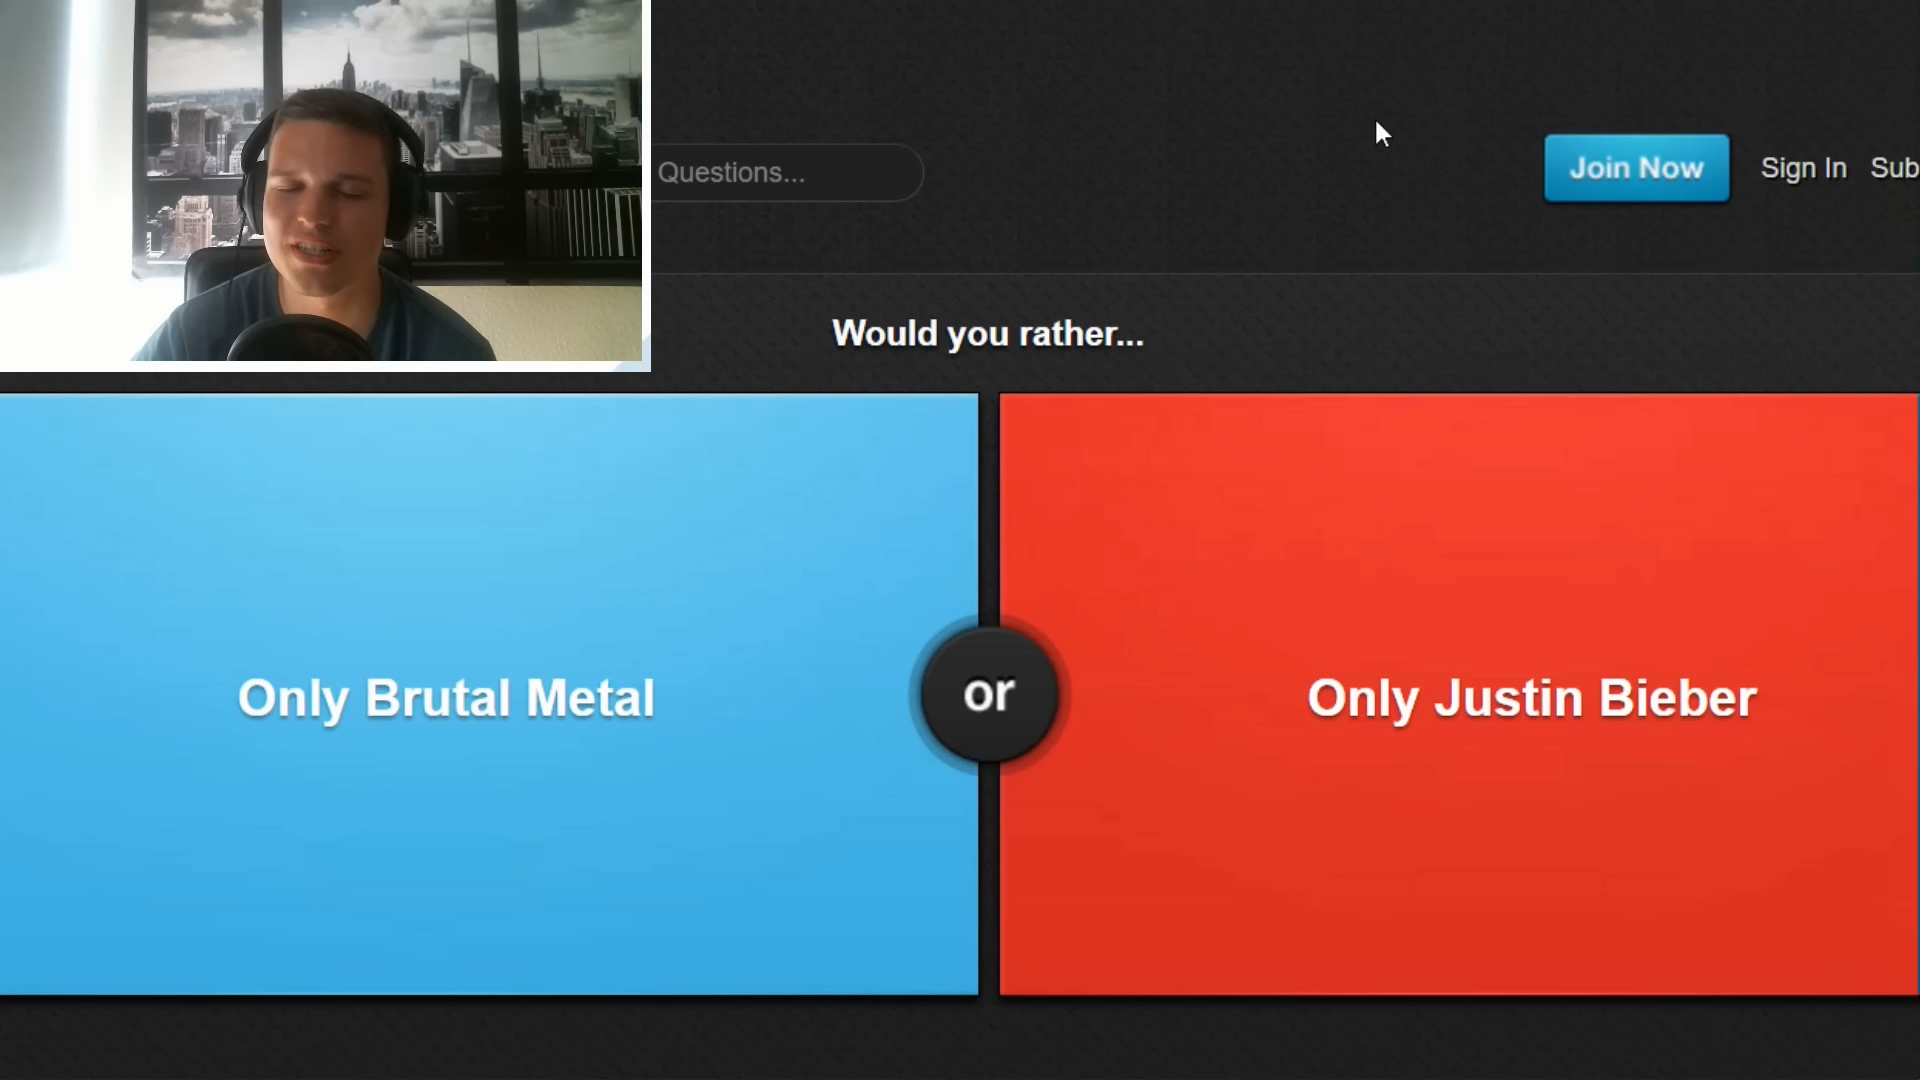 Questions...
Join Now
Sign In
Sub
Would you rather...
Only Brutal Metal
or
Only Justin Bieber